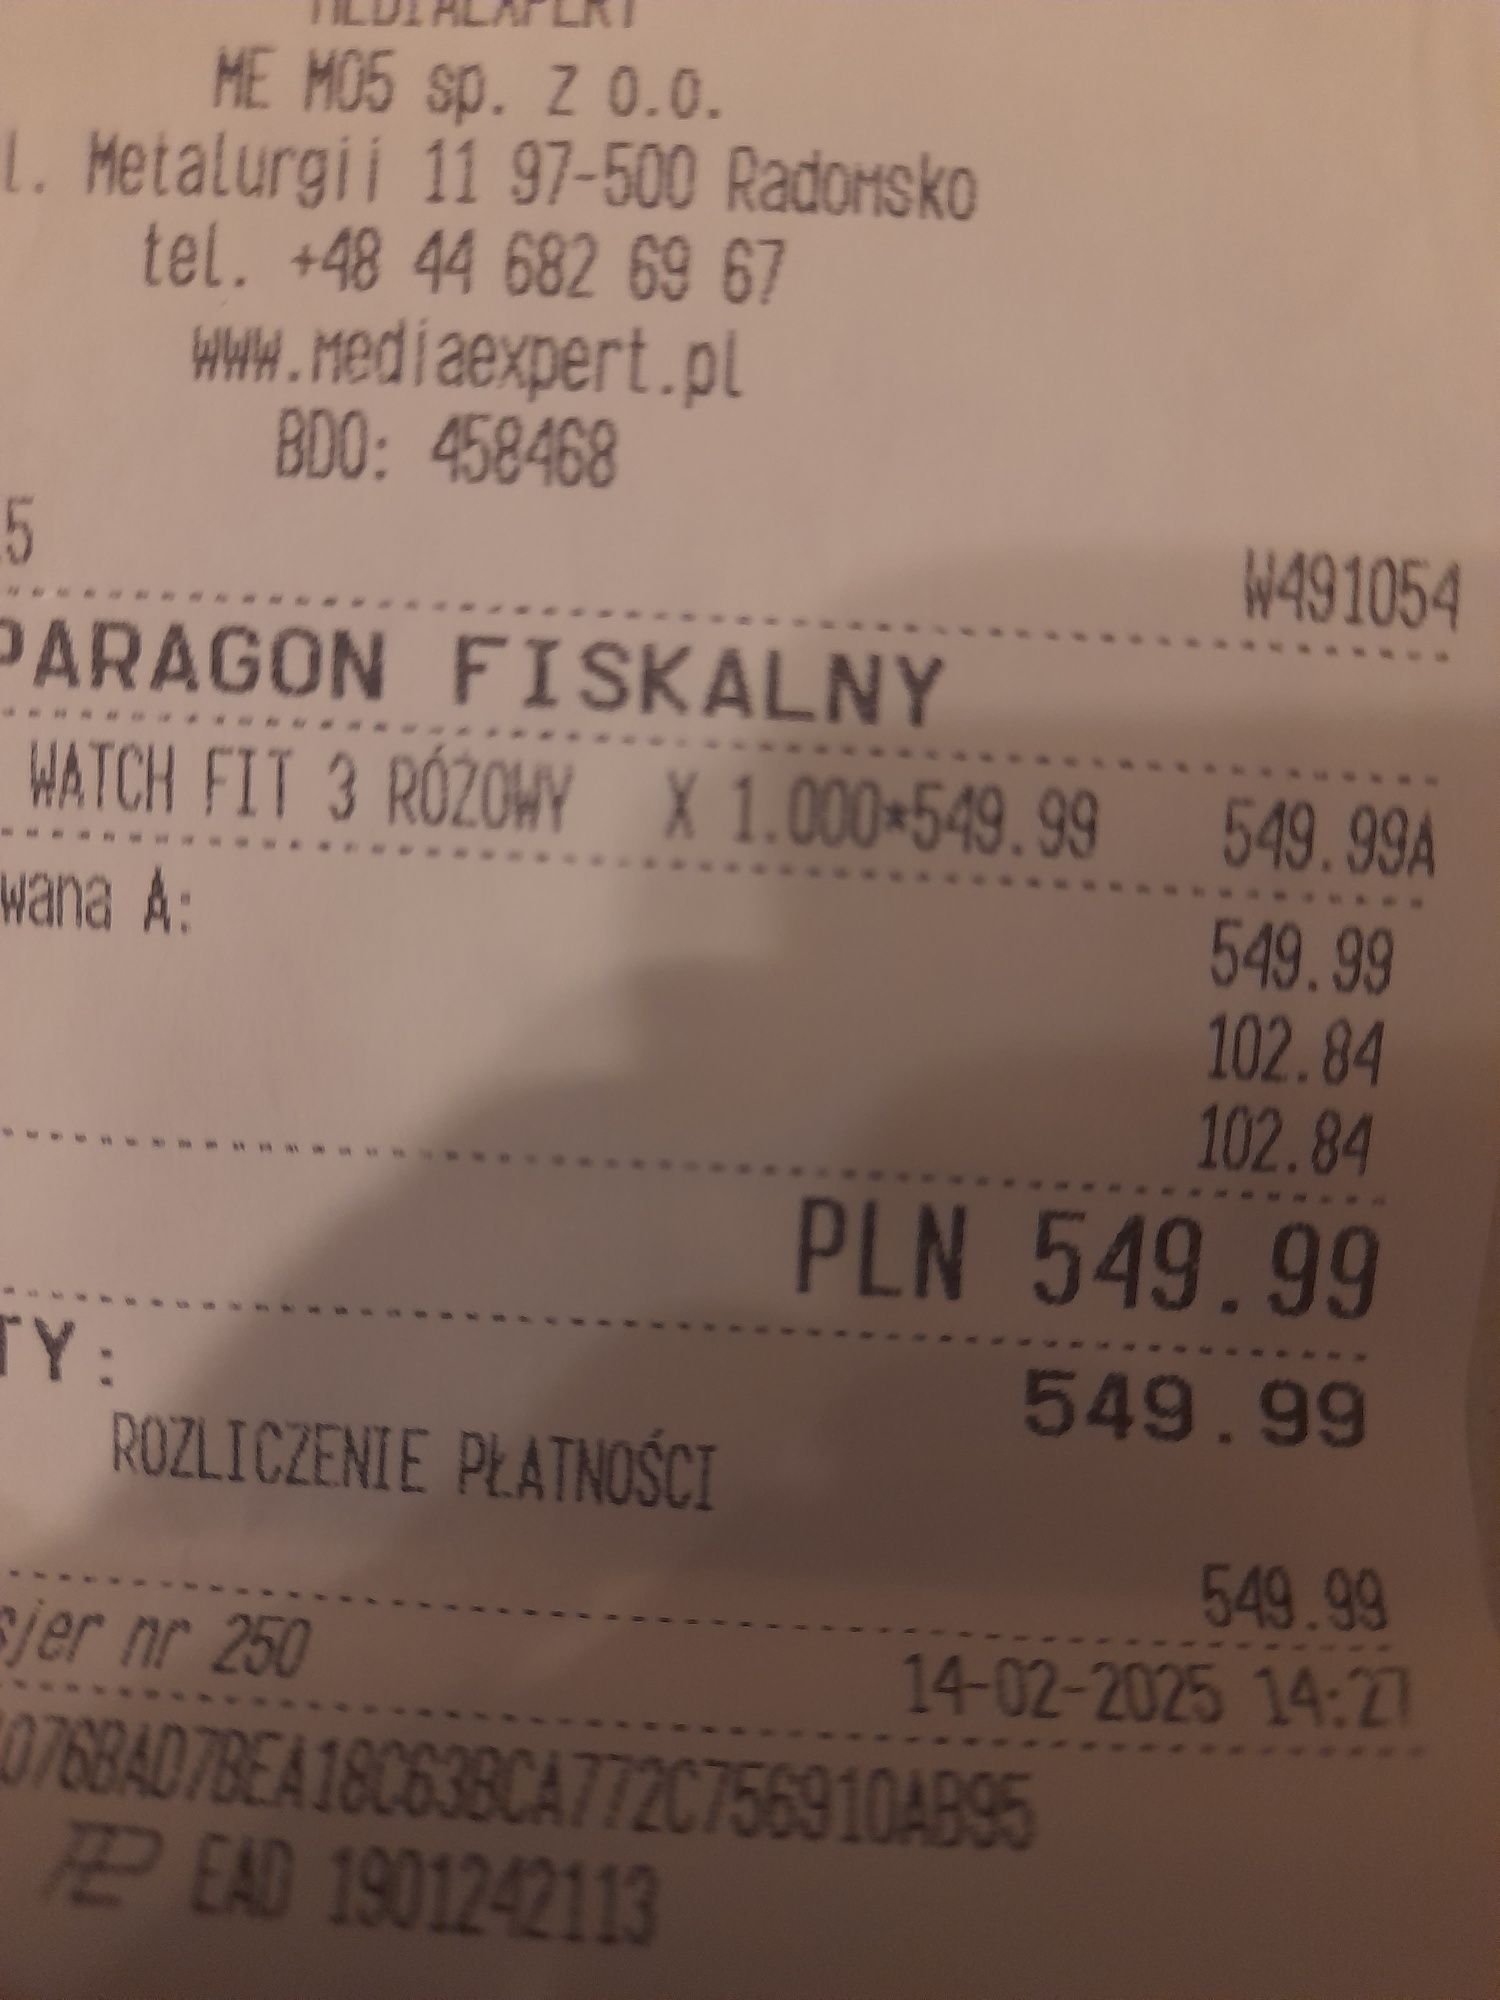 MEDIAEXPERT
ME M05 sp. z o.o.
l. Metalurgii 11 97-500 Radomsko
tel. +48 44 682 69 67
www.mediaexpert.pl
BDO: 458468
5 W491054
PARAGON FISKALNY
WATCH FIT 3 RÓŻOWY X 1.000*549.99 549.99A
wana A: 549.99
102.84
102.84
PLN 549.99
TY: 549.99
ROZLICZENIE PŁATNOŚCI
549.99
sjer nr 250 14-02-2025 14:27
076BAD7BEA18C63BCA772C756910AB95
EAD 1901242113